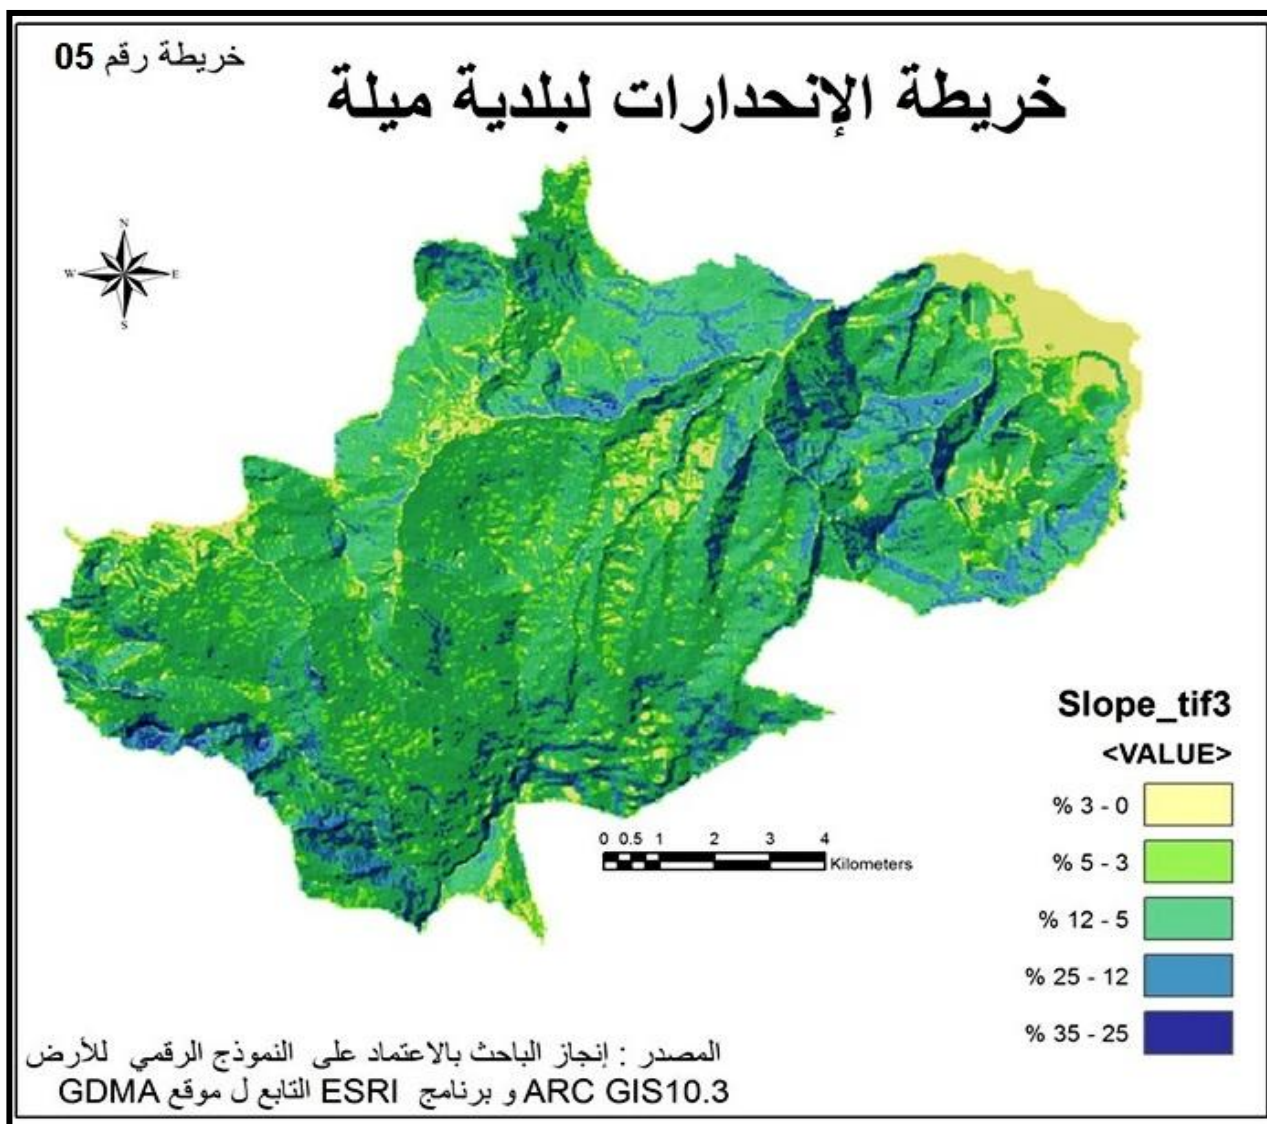 خريطة رقم 05
خريطة الإنحدارات لبلدية ميلة
N
W E
S
Slope_tif3
<VALUE>
% 3 - 0
% 5 - 3
% 12 - 5
% 25 - 12
% 35 - 25
0 0.5 1 2 3 4
Kilometers
المصدر : إنجاز الباحث بالاعتماد على النموذج الرقمي للأرض
GDMA التابع ل موقع ESRI و برنامج ARC GIS10.3